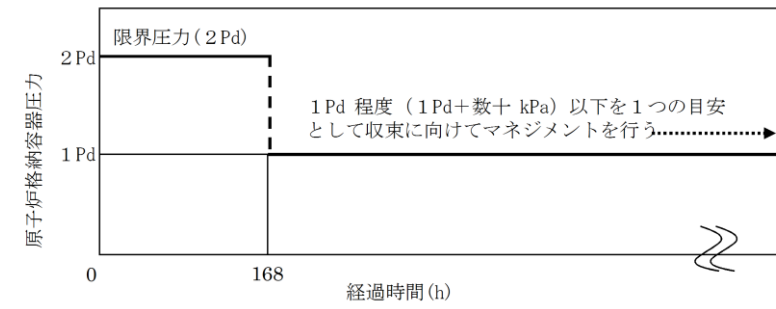 限界圧力(2Pd)
2Pd
1Pd 程度（1Pd＋数十 kPa）以下を1つの目安
として収束に向けてマネジメントを行う
1Pd
原子炉格納容器圧力
0
168
経過時間(h)